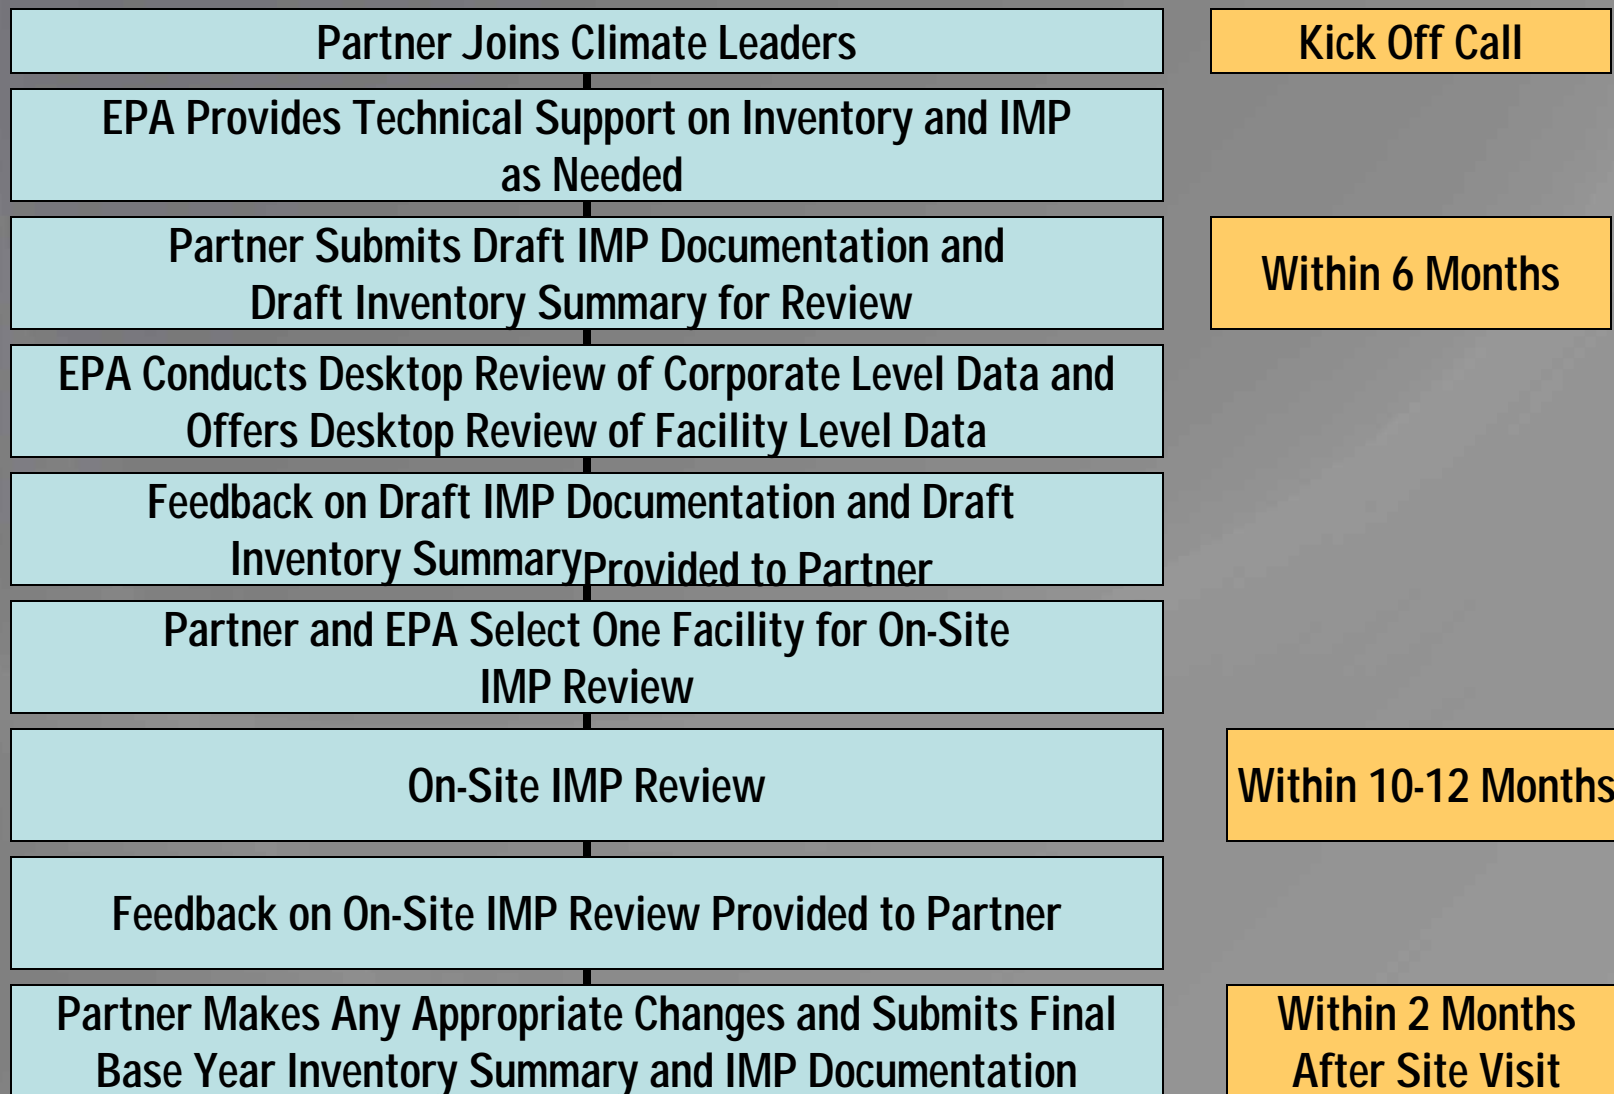 Partner Joins Climate Leaders
Kick Off Call
EPA Provides Technical Support on Inventory and IMP
as Needed
Partner Submits Draft IMP Documentation and
Draft Inventory Summary for Review
Within 6 Months
EPA Conducts Desktop Review of Corporate Level Data and
Offers Desktop Review of Facility Level Data
Feedback on Draft IMP Documentation and Draft
Inventory Summary Provided to Partner
Partner and EPA Select One Facility for On-Site
IMP Review
On-Site IMP Review
Within 10-12 Months
Feedback on On-Site IMP Review Provided to Partner
Partner Makes Any Appropriate Changes and Submits Final
Base Year Inventory Summary and IMP Documentation
Within 2 Months
After Site Visit